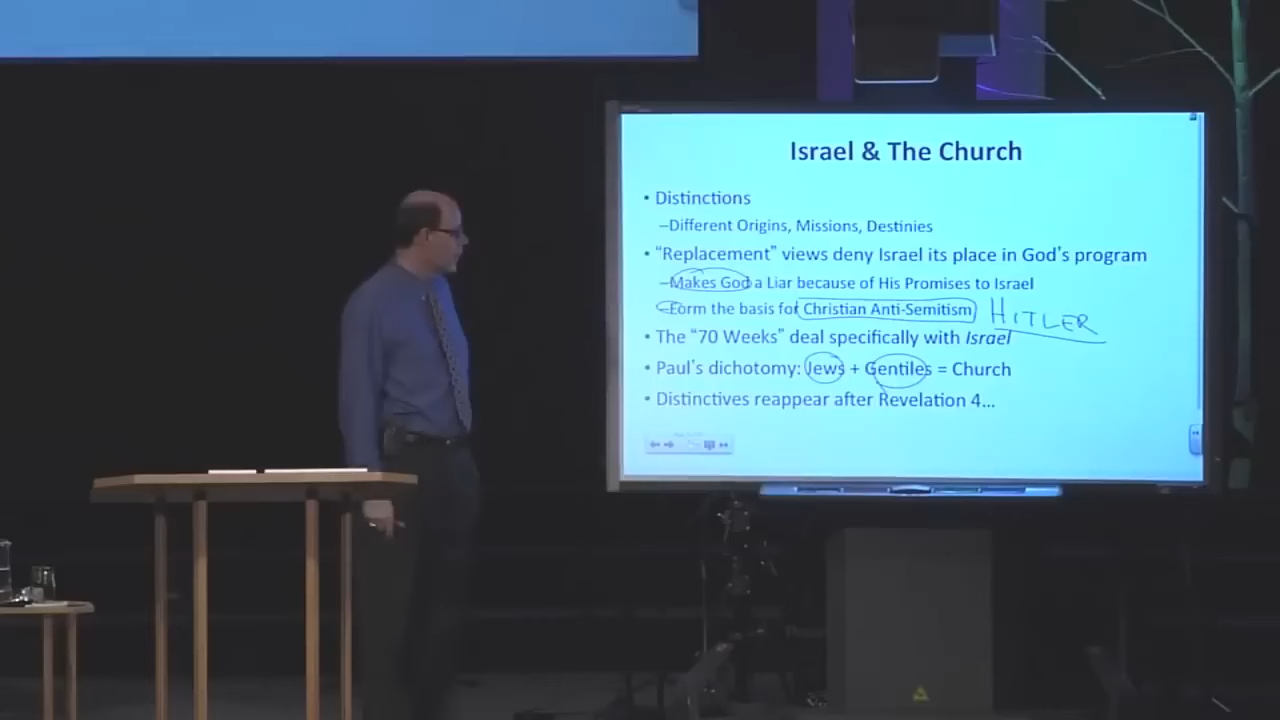 Israel & The Church
• Distinctions
–Different Origins, Missions, Destinies
• “Replacement” views deny Israel its place in God’s program
–Makes God a Liar because of His Promises to Israel
–Form the basis for Christian Anti-Semitism HITLER
• The “70 Weeks” deal specifically with Israel
• Paul’s dichotomy: Jews + Gentiles = Church
• Distinctives reappear after Revelation 4...